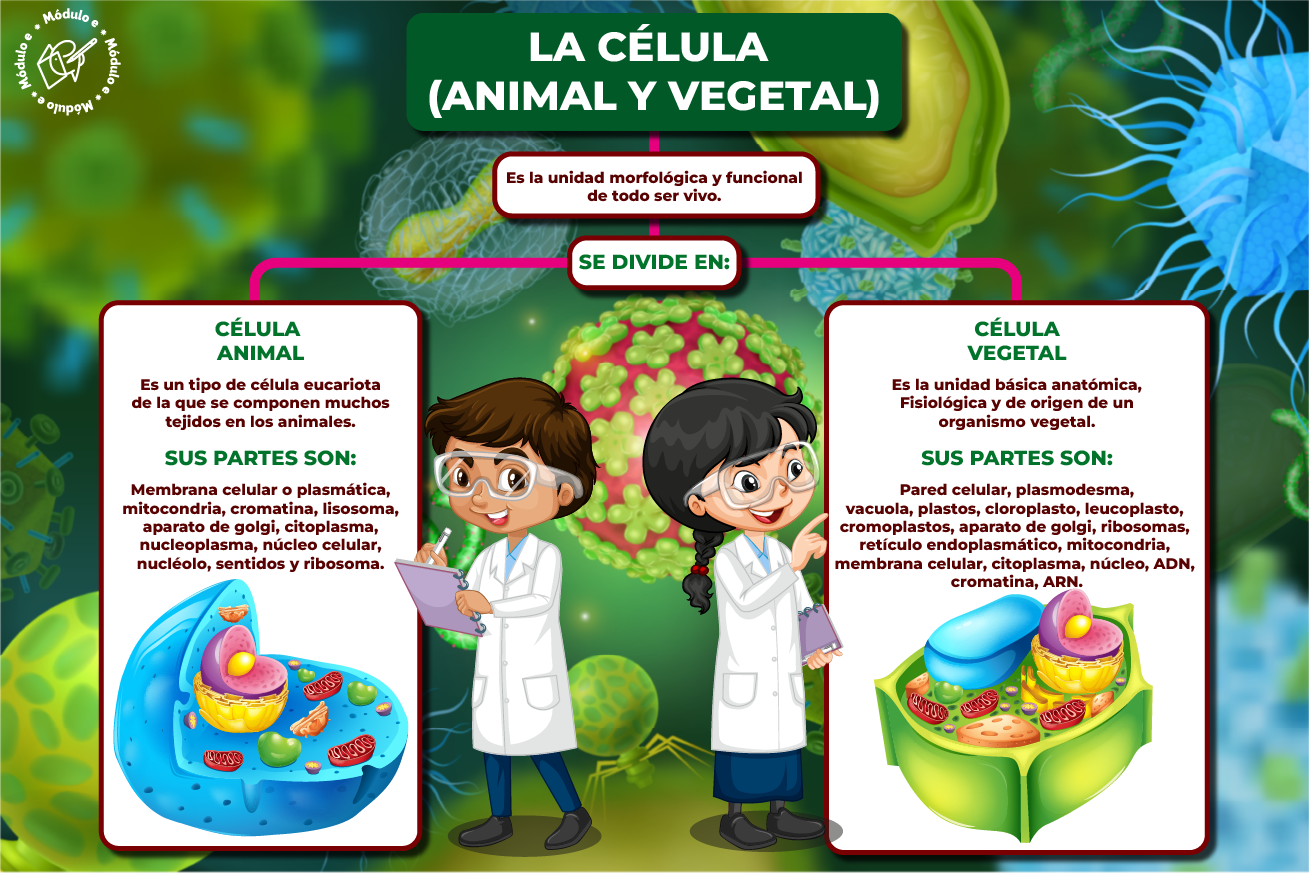 Módulo e * Módulo e * Módulo e * Módulo e *
LA CÉLULA
(ANIMAL Y VEGETAL)
Es la unidad morfológica y funcional
de todo ser vivo.
SE DIVIDE EN:
CÉLULA
ANIMAL
Es un tipo de célula eucariota
de la que se componen muchos
tejidos en los animales.
SUS PARTES SON:
Membrana celular o plasmática,
mitocondria, cromatina, lisosoma,
aparato de golgi, citoplasma,
nucleoplasma, núcleo celular,
nucléolo, sentidos y ribosoma.
CÉLULA
VEGETAL
Es la unidad básica anatómica,
Fisiológica y de origen de un
organismo vegetal.
SUS PARTES SON:
Pared celular, plasmodesma,
vacuola, plastos, cloroplasto, leucoplasto,
cromoplastos, aparato de golgi, ribosomas,
retículo endoplasmático, mitocondria,
membrana celular, citoplasma, núcleo, ADN,
cromatina, ARN.